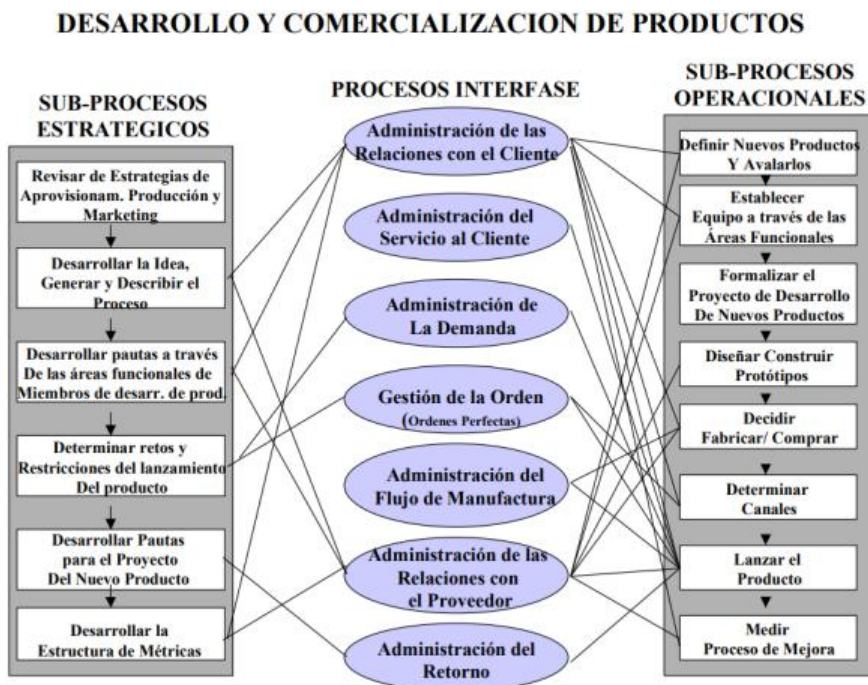 DESARROLLO Y COMERCIALIZACION DE PRODUCTOS
SUB-PROCESOS
ESTRATEGICOS
Revisar de Estrategias de
Aprovisionam. Producción y
Marketing
Desarrollar la Idea,
Generar y Describir el
Proceso
Desarrollar pautas a través
De las áreas funcionales de
Miembros de desarr. de prod.
Determinar retos y
Restricciones del lanzamiento
Del producto
Desarrollar Pautas
para el Proyecto
Del Nuevo Producto
Desarrollar la
Estructura de Métricas
PROCESOS INTERFASE
Administración de las
Relaciones con el Cliente
Administración del
Servicio al Cliente
Administración de
La Demanda
Gestión de la Orden
(Ordenes Perfectas)
Administración del
Flujo de Manufactura
Administración de las
Relaciones con
el Proveedor
Administración del
Retorno
SUB-PROCESOS
OPERACIONALES
Definir Nuevos Productos
Y Avalarlos
Establecer
Equipo a través de las
Áreas Funcionales
Formalizar el
Proyecto de Desarrollo
De Nuevos Productos
Diseñar Construir
Protótipos
Decidir
Fabricar/ Comprar
Determinar
Canales
Lanzar el
Producto
Medir
Proceso de Mejora